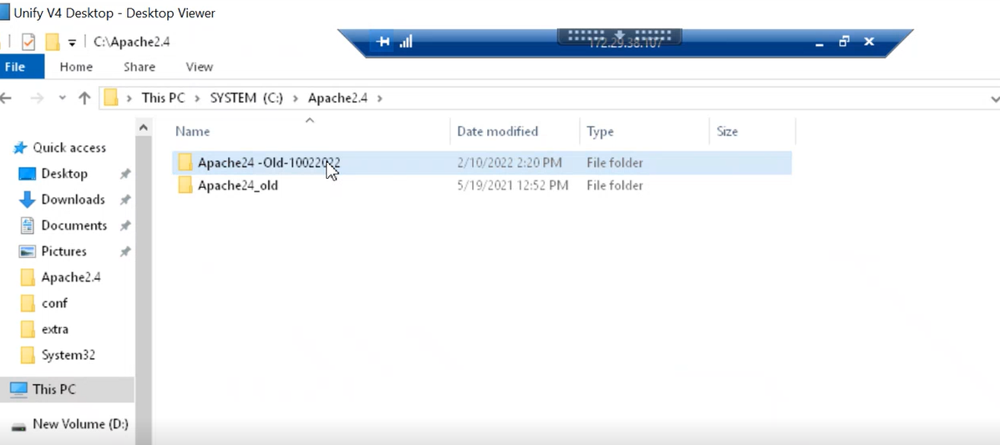 Unify V4 Desktop - Desktop Viewer
C:\Apache2.4
172.29.38.107
File Home Share View
This PC > SYSTEM (C:) > Apache2.4 >
Name Date modified Type Size
Quick access
Desktop
Downloads
Documents
Pictures
Apache2.4
conf
extra
System32
This PC
New Volume (D:)
Apache24 -Old-10022022 2/10/2022 2:20 PM File folder
Apache24_old 5/19/2021 12:52 PM File folder